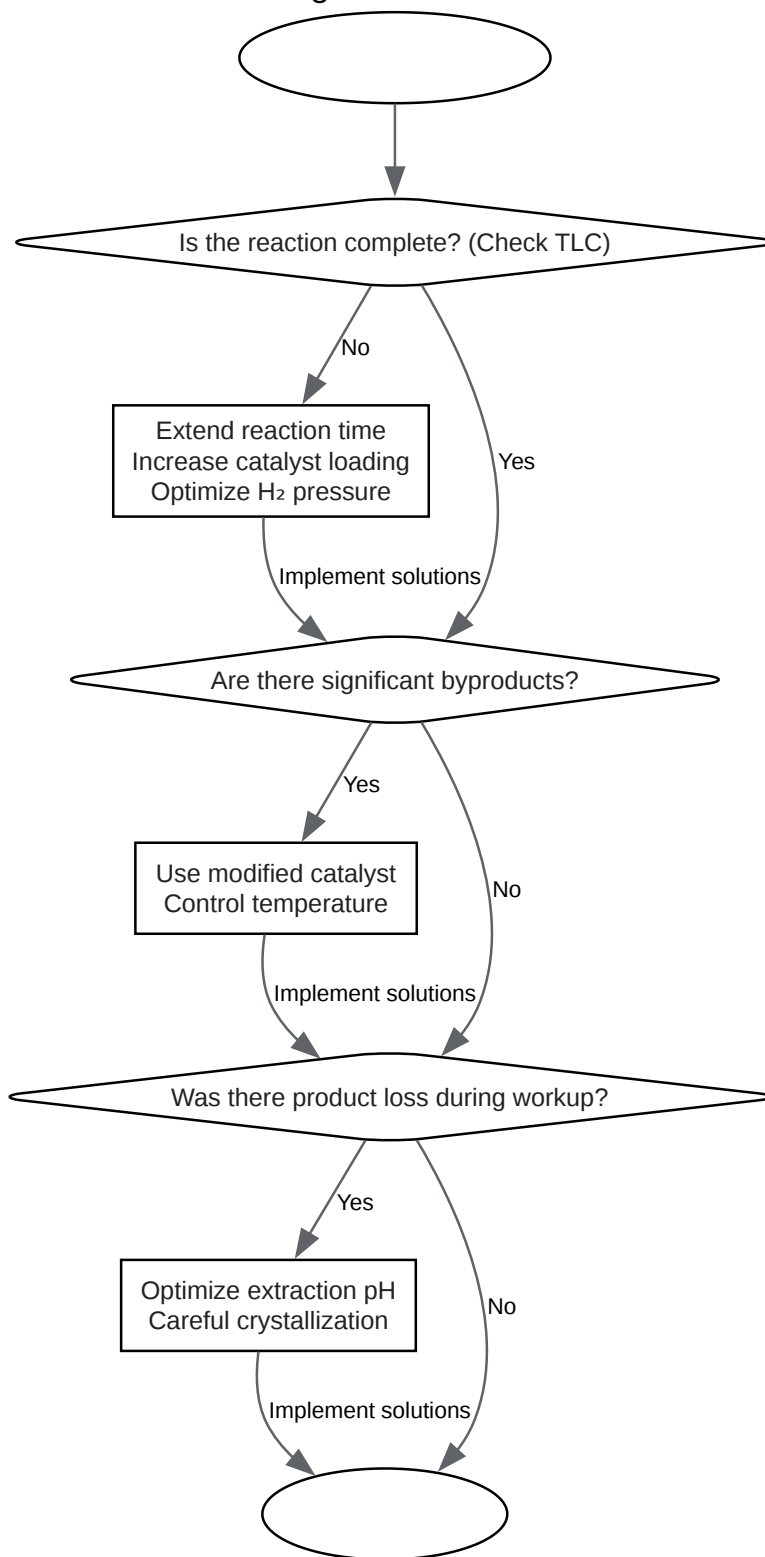 Is the reaction complete? (Check TLC)
No
Extend reaction time
Increase catalyst loading
Optimize H₂ pressure
Yes
Implement solutions
Are there significant byproducts?
Yes
Use modified catalyst
Control temperature
No
Implement solutions
Was there product loss during workup?
Yes
Optimize extraction pH
Careful crystallization
No
Implement solutions